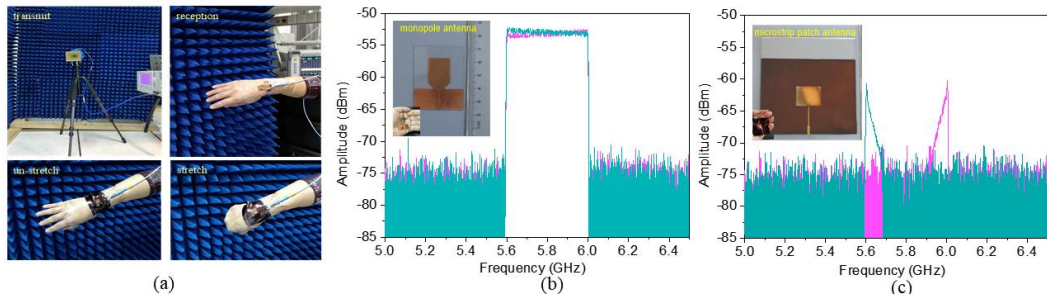 transmit
reception
un-stretch
stretch
(a)
-50
-55
-60
-65
-70
-75
-80
-85
Amplitude (dBm)
monopole antenna
5.0 5.2 5.4 5.6 5.8 6.0 6.2 6.4
Frequency (GHz)
(b)
-50
-55
-60
-65
-70
-75
-80
-85
Amplitude (dBm)
microstrip patch antenna
5.0 5.2 5.4 5.6 5.8 6.0 6.2 6.4
Frequency (GHz)
(c)